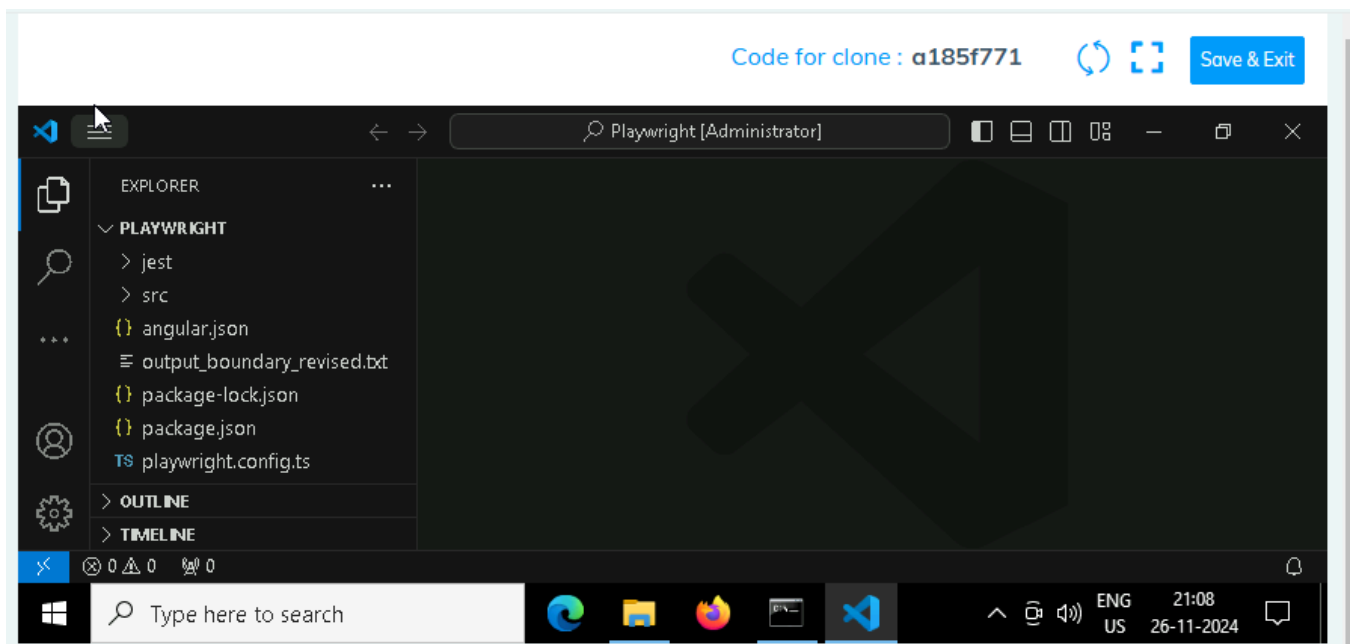 Code for clone : a185f771 Save & Exit
Playwright [Administrator]
EXPLORER
PLAYWRIGHT
jest
src
{} angular.json
output_boundary_revised.txt
{} package-lock.json
{} package.json
TS playwright.config.ts
OUTLINE
TIMELINE
0 0 0
Type here to search
ENG 21:08
US 26-11-2024